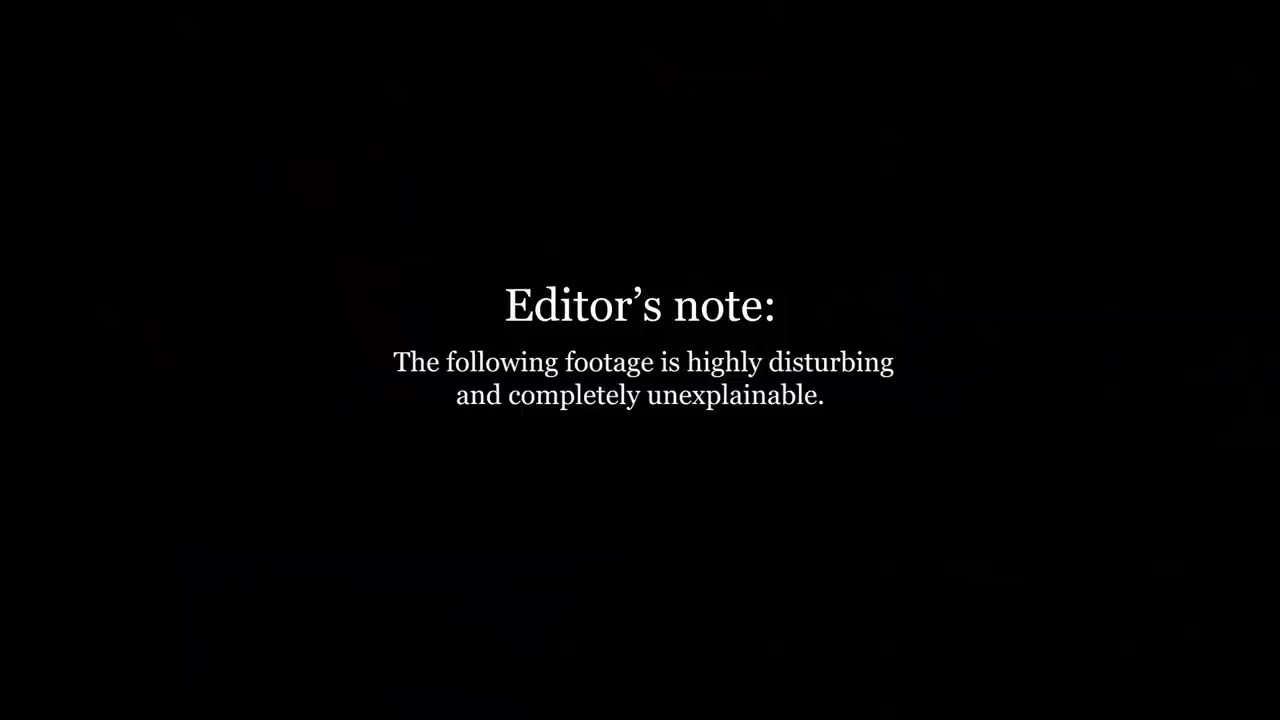 Editor’s note:
The following footage is highly disturbing
and completely unexplainable.